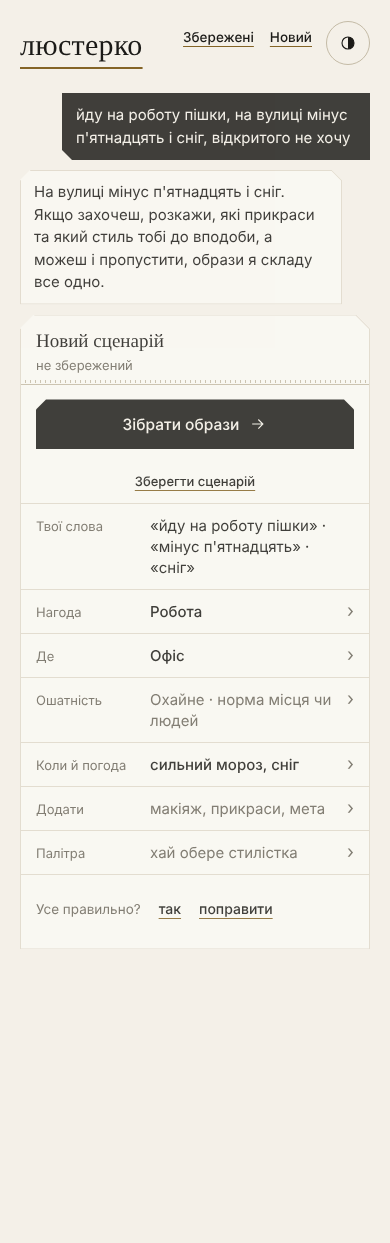 люстерко
Збережені Новий
йду на роботу пішки, на вулиці мінус
п'ятнадцять і сніг, відкритого не хочу
На вулиці мінус п'ятнадцять і сніг.
Якщо захочеш, розкажи, які прикраси
та який стиль тобі до вподоби, а
можеш і пропустити, образи я складу
все одно.
Новий сценарій
не збережений
Зібрати образи →
Зберегти сценарій
Твої слова «йду на роботу пішки» ·
«мінус п'ятнадцять» ·
«сніг»
Нагода Робота
Де Офіс
Ошатність Охайне · норма місця чи
людей
Коли й погода сильний мороз, сніг
Додати макіяж, прикраси, мета
Палітра хай обере стилістка
Усе правильно? так поправити